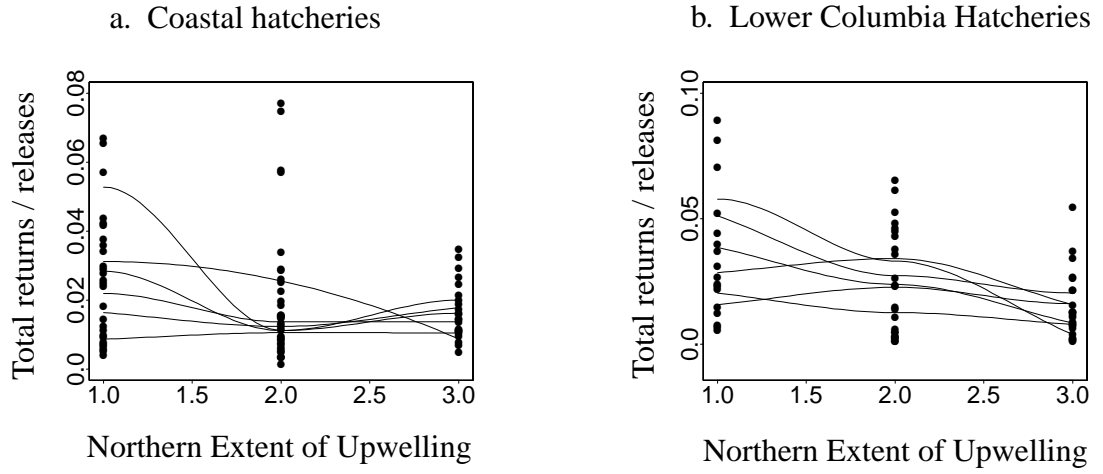 a. Coastal hatcheries
Total returns / releases
0.08
0.06
0.04
0.02
0.0
1.0 1.5 2.0 2.5 3.0
Northern Extent of Upwelling
b. Lower Columbia Hatcheries
Total returns / releases
0.10
0.05
0.0
1.0 1.5 2.0 2.5 3.0
Northern Extent of Upwelling